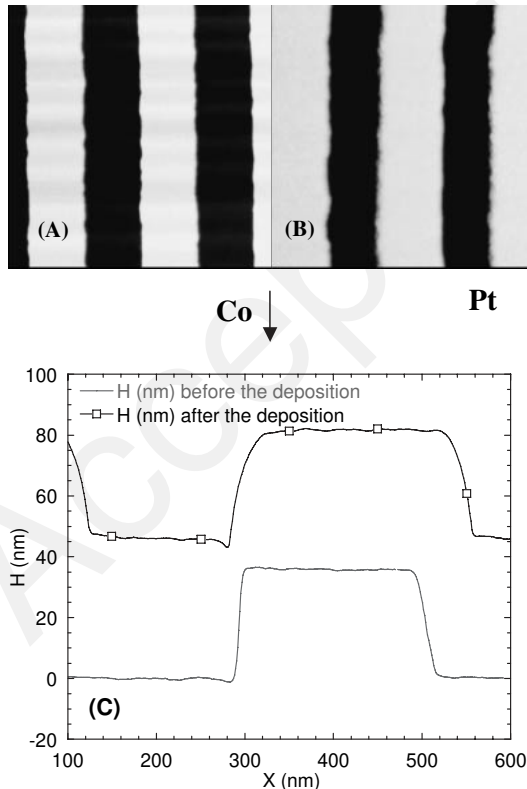 (A)
(B)
Co
Pt
100
80
60
40
20
0
-20
H (nm)
H (nm) before the deposition
H (nm) after the deposition
(C)
100 200 300 400 500 600
X (nm)
Accep